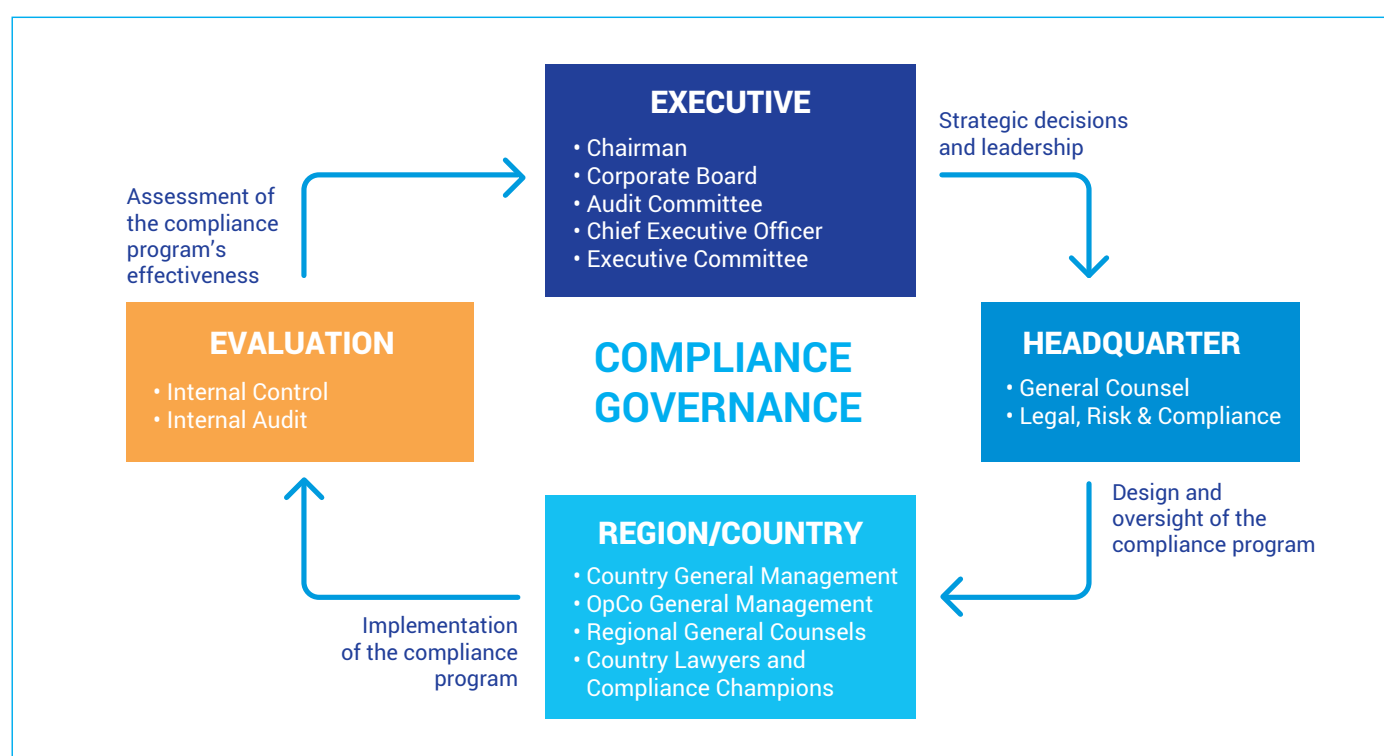 EXECUTIVE
• Chairman
• Corporate Board
• Audit Committee
• Chief Executive Officer
• Executive Committee
Strategic decisions
and leadership
Assessment of
the compliance
program’s
effectiveness
EVALUATION
• Internal Control
• Internal Audit
COMPLIANCE
GOVERNANCE
HEADQUARTER
• General Counsel
• Legal, Risk & Compliance
Design and
oversight of the
compliance program
REGION/COUNTRY
• Country General Management
• OpCo General Management
• Regional General Counsels
• Country Lawyers and
Compliance Champions
Implementation
of the compliance
program